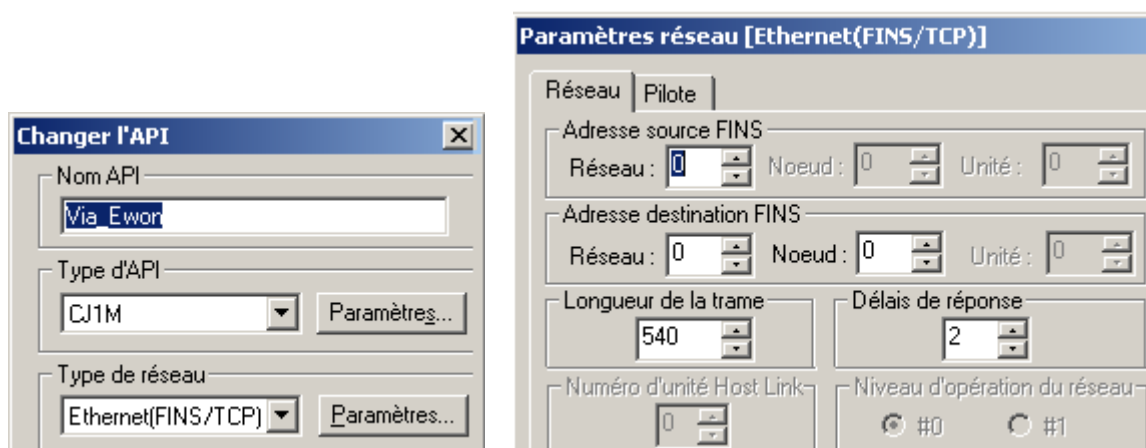 Changer l'API
Nom API
Via_Ewon
Type d'API
CJ1M
Paramètres...
Type de réseau
Ethernet(FINS/TCP)
Paramètres...
Paramètres réseau [Ethernet(FINS/TCP)]
Réseau Pilote
Adresse source FINS
Réseau : 0 Noeud : 0 Unité : 0
Adresse destination FINS
Réseau : 0 Noeud : 0 Unité : 0
Longueur de la trame
540
Délais de réponse
2
Numéro d'unité Host Link
0
Niveau d'opération du réseau
#0 #1